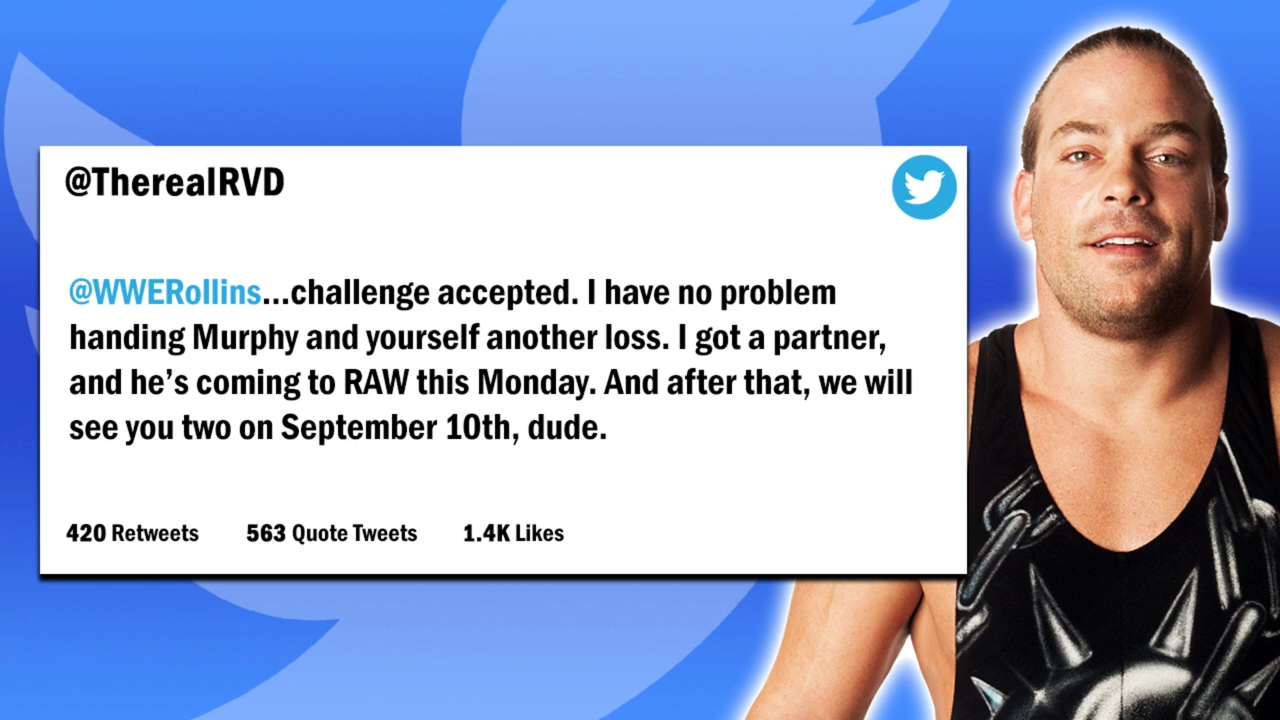 @TherealRVD
@WWERollins...challenge accepted. I have no problem
handing Murphy and yourself another loss. I got a partner,
and he's coming to RAW this Monday. And after that, we will
see you two on September 10th, dude.
420 Retweets 563 Quote Tweets 1.4K Likes